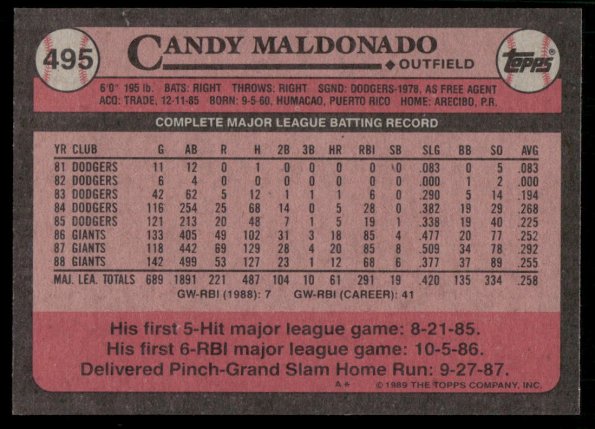 495
CANDY MALDONADO
OUTFIELD
TOPPS
6'0" 195 lb. BATS: RIGHT THROWS: RIGHT SGND: DODGERS-1978, AS FREE AGENT
ACQ: TRADE, 12-11-85 BORN: 9-5-60, HUMACAO, PUERTO RICO HOME: ARECIBO, P.R.
COMPLETE MAJOR LEAGUE BATTING RECORD
YR CLUB G AB R H 2B 3B HR RBI SB SLG BB SO AVG
81 DODGERS 11 12 0 1 0 0 0 0 0 .083 0 5 .083
82 DODGERS 6 4 0 0 0 0 0 0 0 .000 1 2 .000
83 DODGERS 42 62 5 12 1 1 1 6 0 .290 5 14 .194
84 DODGERS 116 254 25 68 14 0 5 28 0 .382 19 29 .268
85 DODGERS 121 213 20 48 7 1 5 19 1 .338 19 40 .225
86 GIANTS 133 405 49 102 31 3 18 85 4 .477 20 77 .252
87 GIANTS 118 442 69 129 28 4 20 85 8 .509 34 78 .292
88 GIANTS 142 499 53 127 23 1 12 68 6 .377 37 89 .255
MAJ. LEA. TOTALS 689 1891 221 487 104 10 61 291 19 .420 135 334 .258
GW-RBI (1988): 7 GW-RBI (CAREER): 41
His first 5-Hit major league game: 8-21-85.
His first 6-RBI major league game: 10-5-86.
Delivered Pinch-Grand Slam Home Run: 9-27-87.
A* © 1989 THE TOPPS COMPANY, INC.